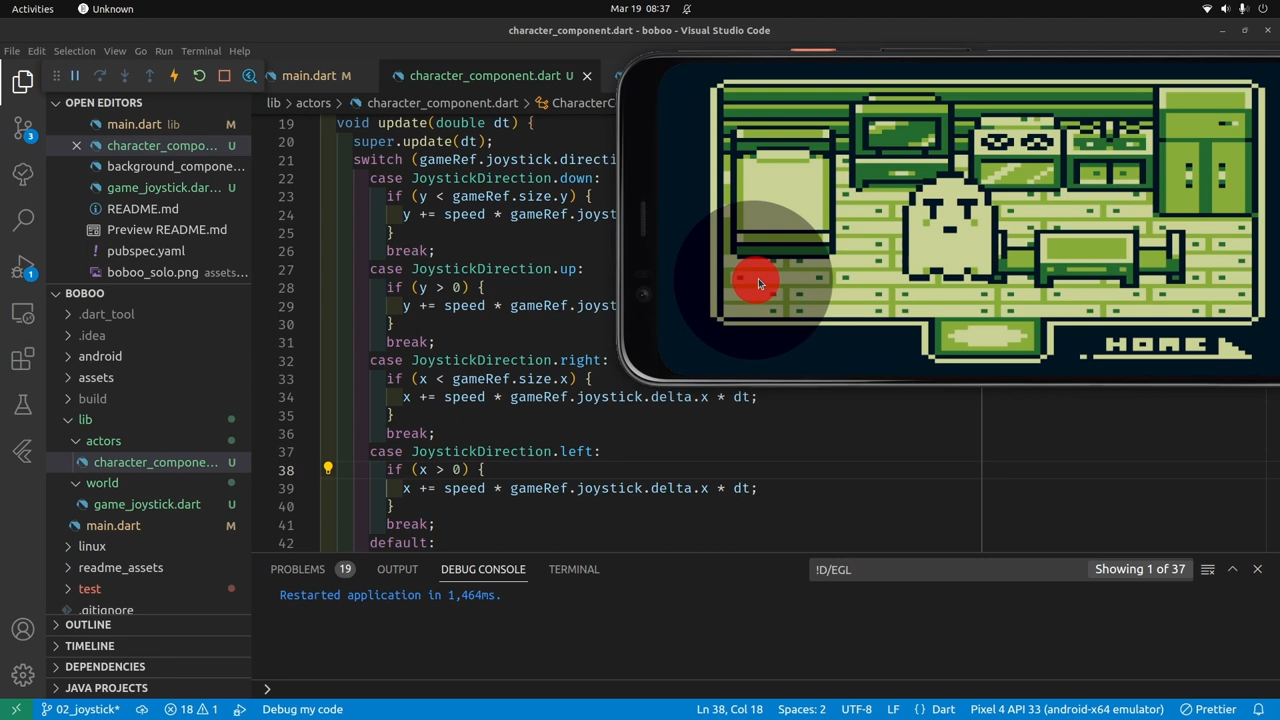 Activities
Unknown
Mar 19 08:37
character_component.dart - boboo - Visual Studio Code
File Edit Selection View Go Run Terminal Help
main.dart M
character_component.dart U
lib > actors > character_component.dart > CharacterC
OPEN EDITORS
main.dart lib M
character_compo... U
background_compone...
game_joystick.dart... U
README.md
Preview README.md
pubspec.yaml
boboo_solo.png assets...
BOBOO
.dart_tool
.idea
android
assets
build
lib
actors
character_compone... U
world
game_joystick.dart U
main.dart M
linux
readme_assets
test
.gitignore
OUTLINE
TIMELINE
DEPENDENCIES
JAVA PROJECTS
3
1
19 void update(double dt) {
20 super.update(dt);
21 switch (gameRef.joystick.directi
22 case JoystickDirection.down:
23 if (y < gameRef.size.y) {
24 y += speed * gameRef.joyst
25 }
26 break;
27 case JoystickDirection.up:
28 if (y > 0) {
29 y += speed * gameRef.joyst
30 }
31 break;
32 case JoystickDirection.right:
33 if (x < gameRef.size.x) {
34 x += speed * gameRef.joystick.delta.x * dt;
35 }
36 break;
37 case JoystickDirection.left:
38 if (x > 0) {
39 x += speed * gameRef.joystick.delta.x * dt;
40 }
41 break;
42 default:
HOME
PROBLEMS 19 OUTPUT DEBUG CONSOLE TERMINAL
!D/EGL
Showing 1 of 37
Restarted application in 1,464ms.
>
02_joystick* 18 1 Debug my code
Ln 38, Col 18 Spaces: 2 UTF-8 LF {} Dart Pixel 4 API 33 (android-x64 emulator) Prettier